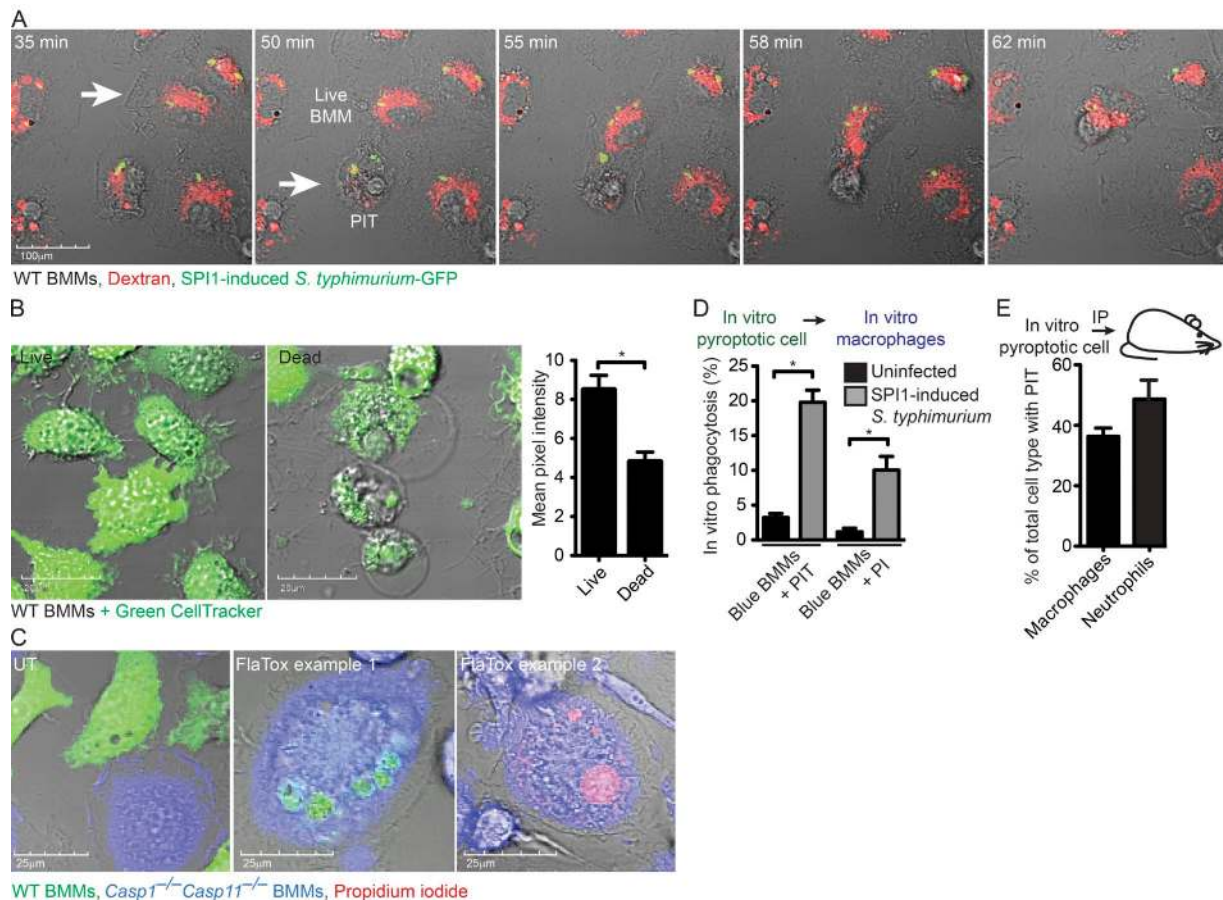 A
35 min
50 min
55 min
58 min
62 min
Live
BMM
PIT
100µm
WT BMMs, Dextran, SPI1-induced S. typhimurium-GFP
B
Live
Dead
25µm
WT BMMs + Green CellTracker
Mean pixel intensity
10
8
6
4
2
0
*
Live
Dead
D
In vitro
pyroptotic cell
In vitro
macrophages
In vitro phagocytosis (%)
25
20
15
10
5
0
*
*
Uninfected
SPI1-induced
S. typhimurium
Blue BMMs
+ PIT
Blue BMMs
+ PI
E
In vitro
pyroptotic cell
IP
% of total cell type with PIT
60
40
20
0
Macrophages
Neutrophils
C
UT
FlaTox example 1
FlaTox example 2
25µm
25µm
25µm
WT BMMs, Casp1–/–Casp11–/– BMMs, Propidium iodide